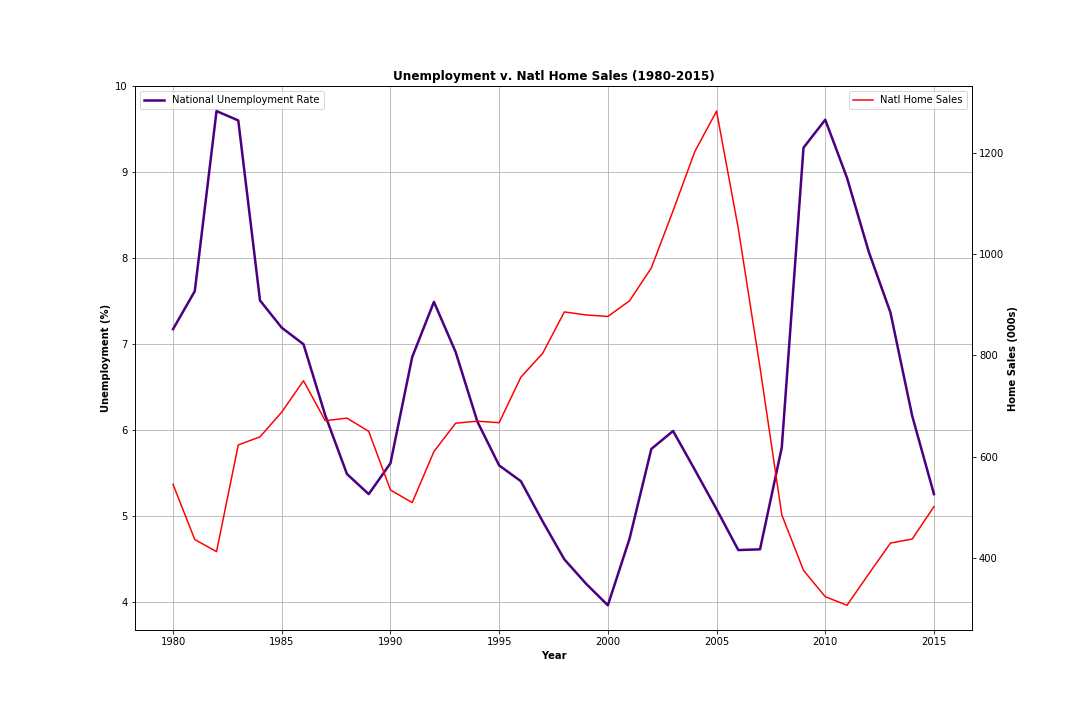 Unemployment v. Natl Home Sales (1980-2015)
National Unemployment Rate
Natl Home Sales
10
9
8
7
6
5
4
Unemployment (%)
1200
1000
800
600
400
Home Sales (000s)
1980 1985 1990 1995 2000 2005 2010 2015
Year